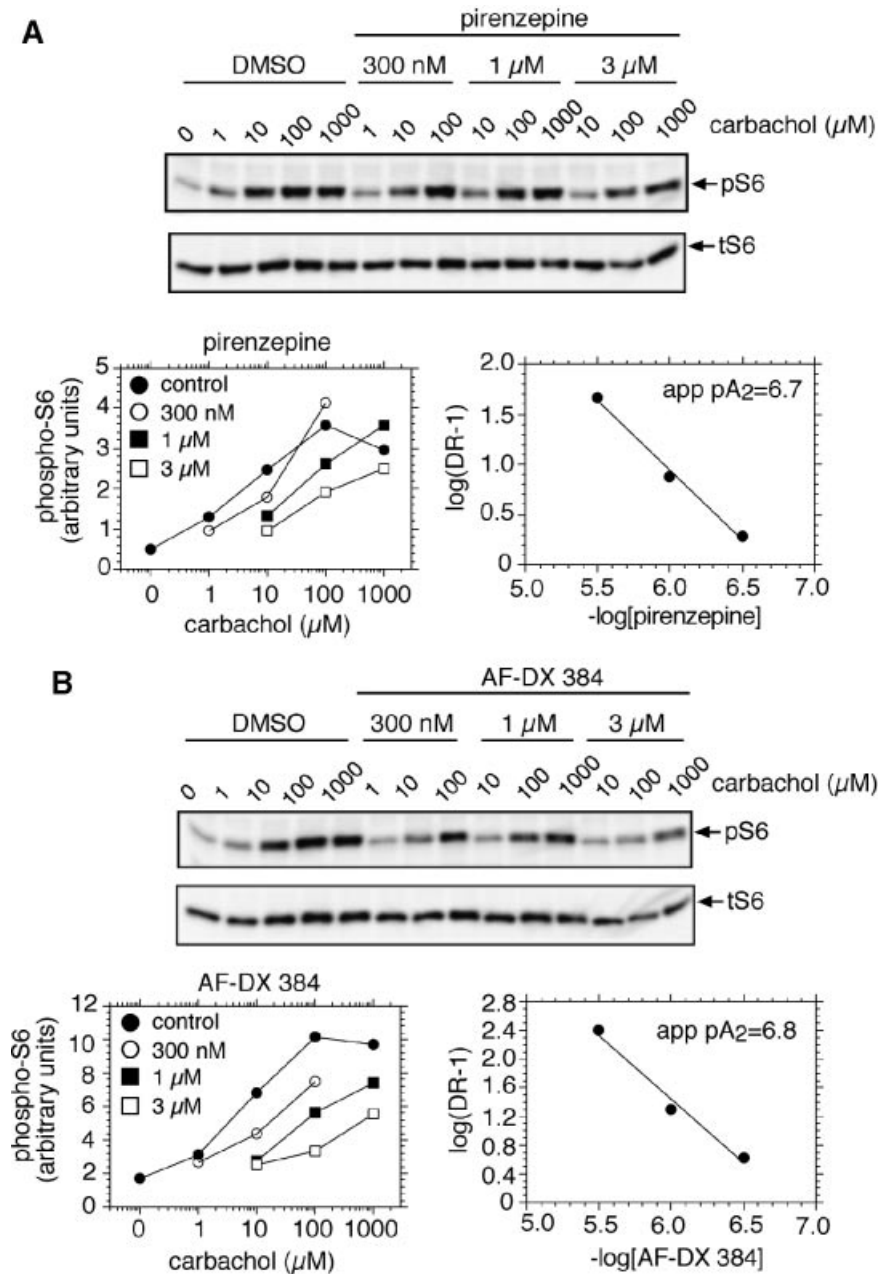 A
pirenzepine
DMSO 300 nM 1 µM 3 µM
0 1 10 100 1000 1 10 100 10 100 1000 10 100 1000 carbachol (µM)
pS6
tS6
pirenzepine
control
300 nM
1 µM
3 µM
phospho-S6
(arbitrary units)
5
4
3
2
1
0
0 1 10 100 1000
carbachol (µM)
app pA2=6.7
log(DR-1)
2.0
1.5
1.0
0.5
0
5.0 5.5 6.0 6.5 7.0
-log[pirenzepine]
B
AF-DX 384
DMSO 300 nM 1 µM 3 µM
0 1 10 100 1000 1 10 100 10 100 1000 10 100 1000 carbachol (µM)
pS6
tS6
AF-DX 384
control
300 nM
1 µM
3 µM
phospho-S6
(arbitrary units)
12
10
8
6
4
2
0
0 1 10 100 1000
carbachol (µM)
app pA2=6.8
log(DR-1)
2.8
2.4
2.0
1.6
1.2
0.8
0.4
0
5.0 5.5 6.0 6.5 7.0
-log[AF-DX 384]